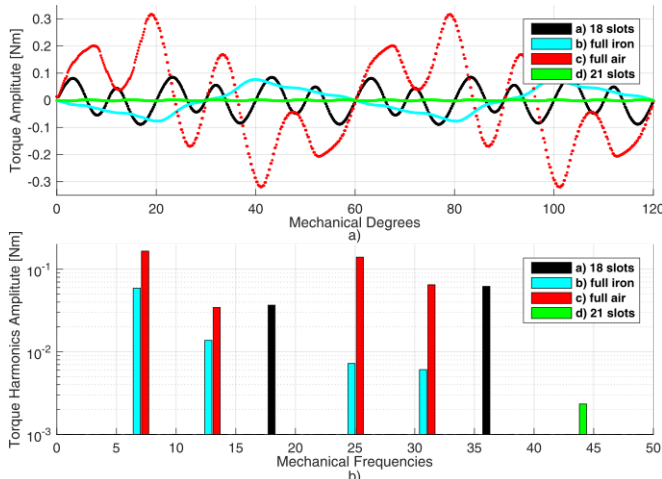 Torque Amplitute [Nm]
0.3
0.2
0.1
0
-0.1
-0.2
-0.3
a) 18 slots
b) full iron
c) full air
d) 21 slots
0 20 40 60 80 100 120
Mechanical Degrees
a)
Torque Harmonics Amplitute [Nm]
10-1
10-2
10-3
a) 18 slots
b) full iron
c) full air
d) 21 slots
0 5 10 15 20 25 30 35 40 45 50
Mechanical Frequencies
b)